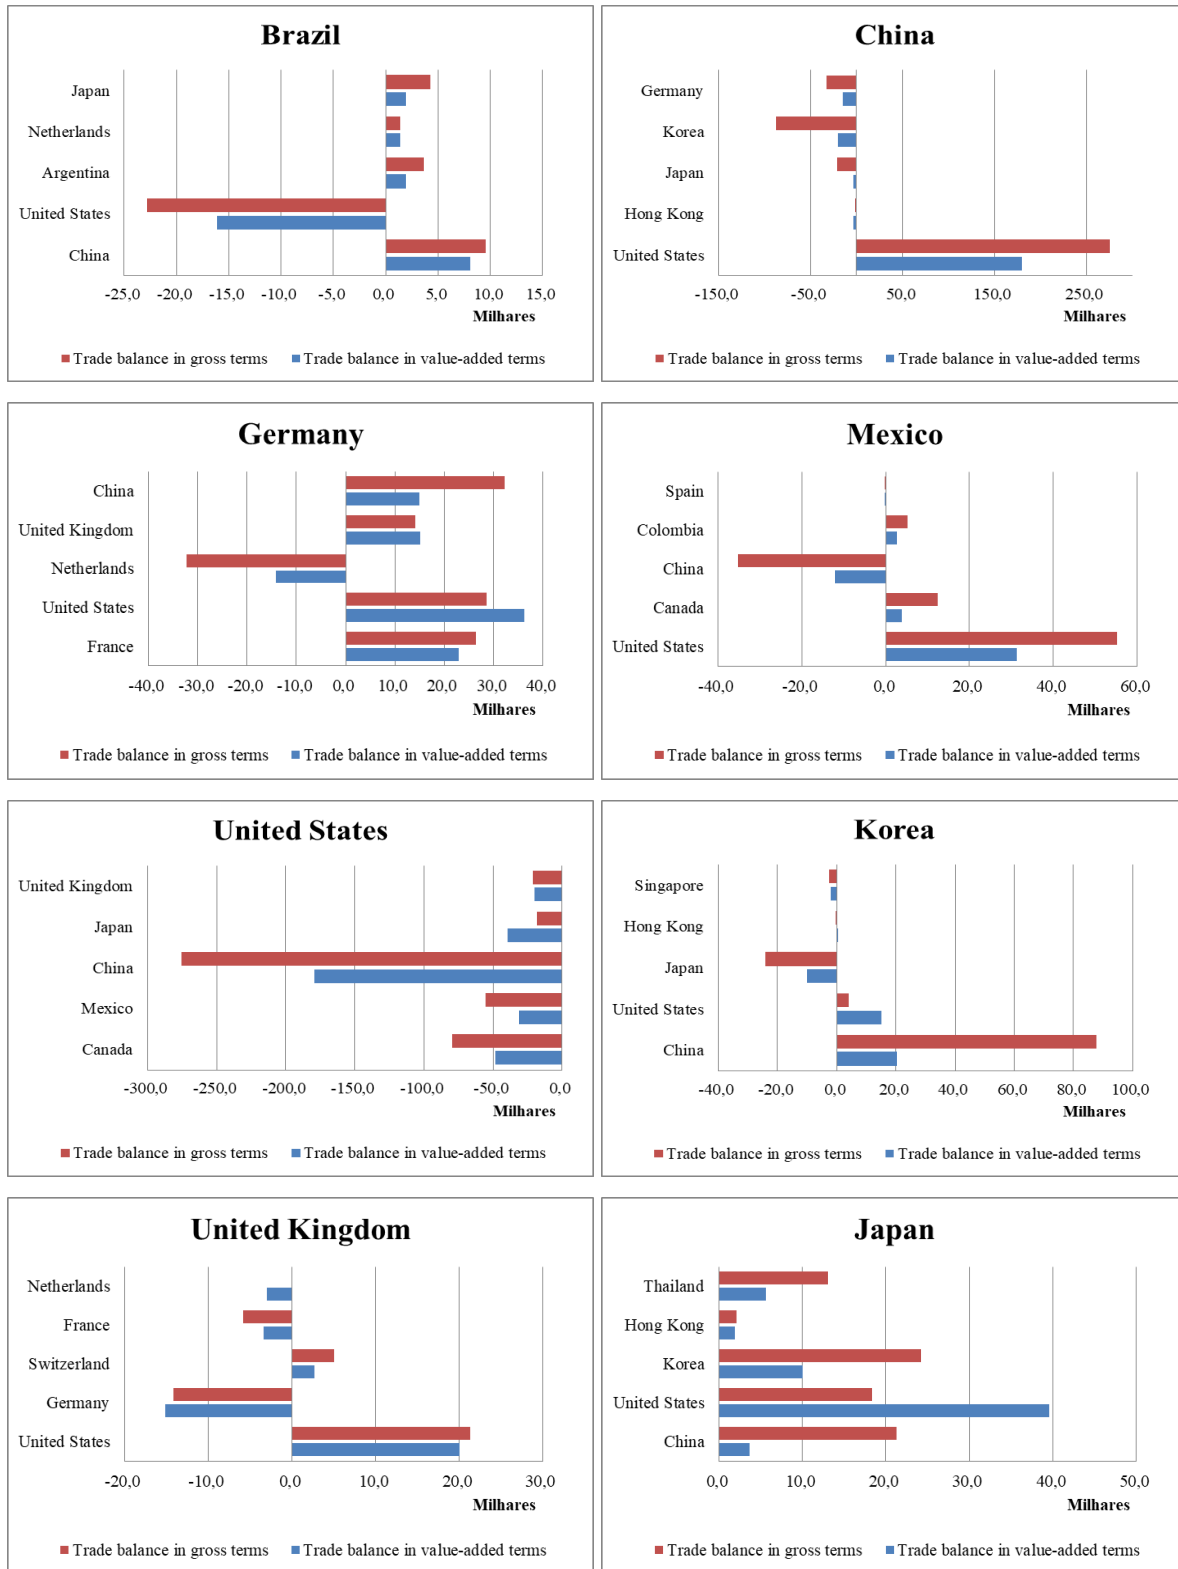 Brazil
Japan
Netherlands
Argentina
United States
China
-25,0 -20,0 -15,0 -10,0 -5,0 0,0 5,0 10,0 15,0
Milhares
Trade balance in gross terms Trade balance in value-added terms
China
Germany
Korea
Japan
Hong Kong
United States
-150,0 -50,0 50,0 150,0 250,0
Milhares
Trade balance in gross terms Trade balance in value-added terms
Germany
China
United Kingdom
Netherlands
United States
France
-40,0 -30,0 -20,0 -10,0 0,0 10,0 20,0 30,0 40,0
Milhares
Trade balance in gross terms Trade balance in value-added terms
Mexico
Spain
Colombia
China
Canada
United States
-40,0 -20,0 0,0 20,0 40,0 60,0
Milhares
Trade balance in gross terms Trade balance in value-added terms
United States
United Kingdom
Japan
China
Mexico
Canada
-300,0 -250,0 -200,0 -150,0 -100,0 -50,0 0,0
Milhares
Trade balance in gross terms Trade balance in value-added terms
Korea
Singapore
Hong Kong
Japan
United States
China
-40,0 -20,0 0,0 20,0 40,0 60,0 80,0 100,0
Milhares
Trade balance in gross terms Trade balance in value-added terms
United Kingdom
Netherlands
France
Switzerland
Germany
United States
-20,0 -10,0 0,0 10,0 20,0 30,0
Milhares
Trade balance in gross terms Trade balance in value-added terms
Japan
Thailand
Hong Kong
Korea
United States
China
0,0 10,0 20,0 30,0 40,0 50,0
Milhares
Trade balance in gross terms Trade balance in value-added terms